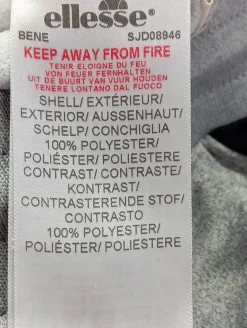 ellesse®
BENE SJD08946
KEEP AWAY FROM FIRE
TENIR ELOIGNE DU FEU
VON FEUER FERNHALTEN
UIT DE BUURT VAN VUUR HOUDEN
TENERE LONTANO DAL FUOCO
SHELL/ EXTÉRIEUR/
EXTERIOR/ AUSSENHAUT/
SCHELP/ CONCHIGLIA
100% POLYESTER/
POLIÉSTER/ POLIESTERE
CONTRAST/ CONTRASTE/
KONTRAST/
CONTRASTERENDE STOF/
CONTRASTO
100% POLYESTER/
POLIÉSTER/ POLIESTERE